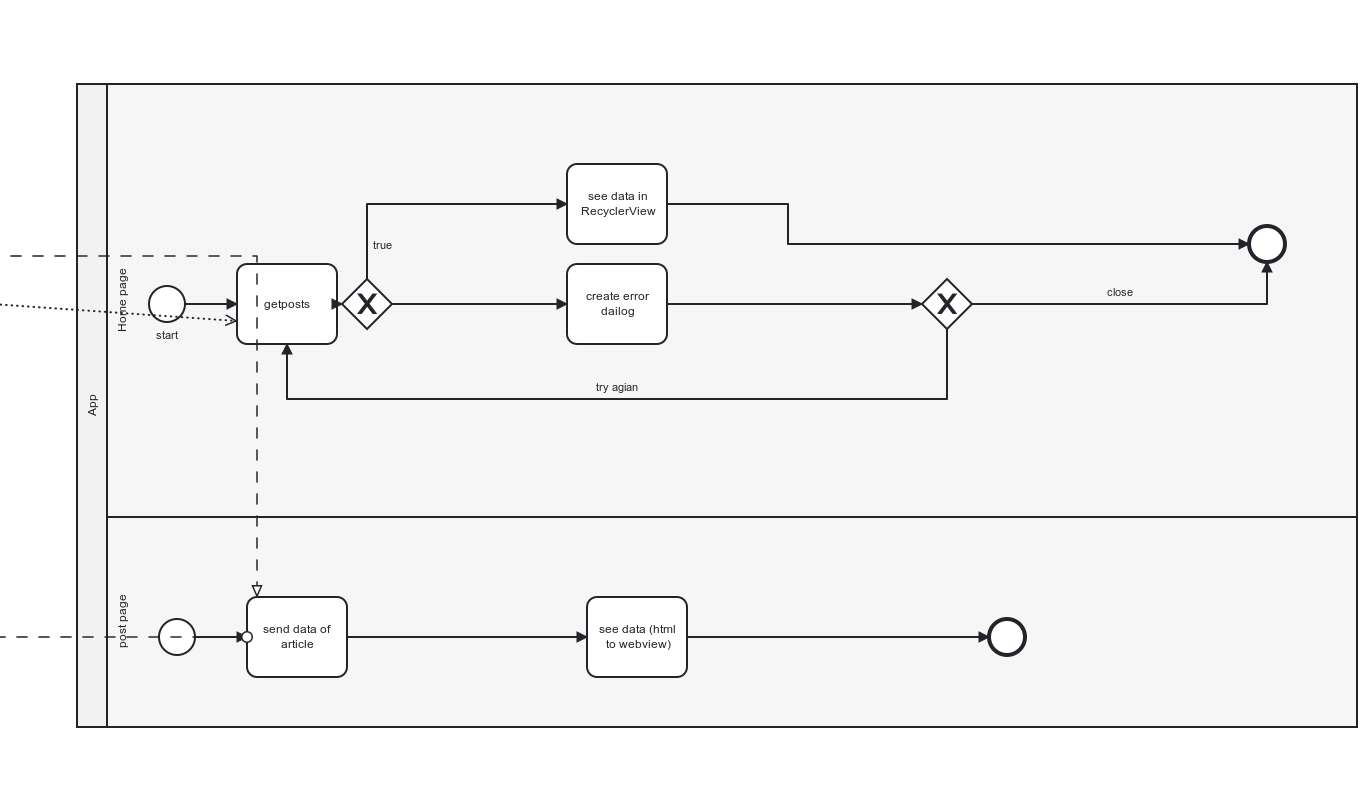 App
Home page
start
getposts
true
see data in
RecyclerView
create error
dailog
try agian
close
post page
send data of
article
see data (html
to webview)